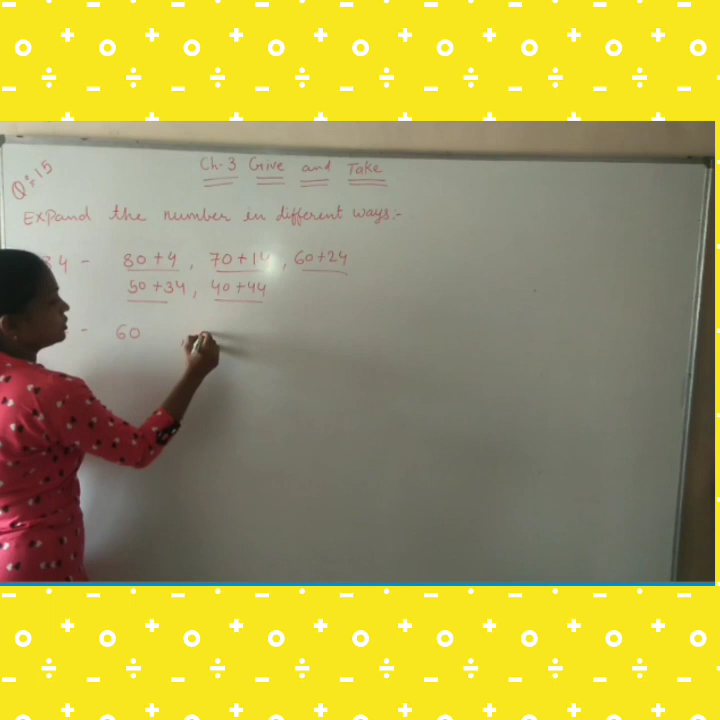 Q:15
Ch-3 Give and Take
Expand the number in different ways:-
84 - 80+4, 70+14, 60+24
50+34, 40+44
- 60